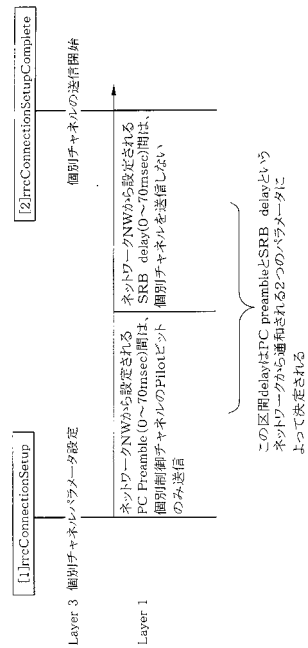 [1]rrcConnectionSetup
[2]rrcConnectionSetupComplete
Layer 3 個別チャネルパラメータ設定
個別チャネルの送信開始
Layer 1
ネットワークNWから設定される
PC Preamble(0～70msec)間は、
個別制御チャネルのPilotビット
のみ送信
ネットワークNWから設定される
SRB delay(0～70msec)間は、
個別チャネルを送信しない
この区間delayはPC preambleとSRB delayという
ネットワークから通和される2つのパラメータに
よって決定される